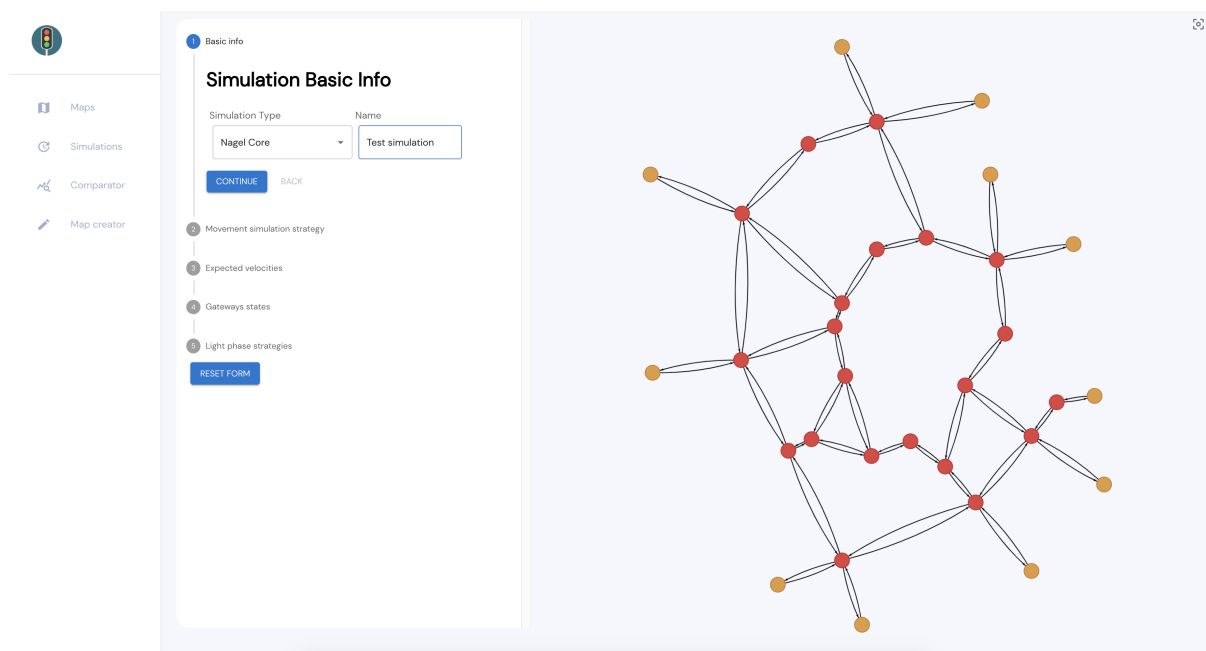 Maps
Simulations
Comparator
Map creator
1 Basic info
Simulation Basic Info
Simulation Type Name
Nagel Core Test simulation
CONTINUE BACK
2 Movement simulation strategy
3 Expected velocities
4 Gateways states
5 Light phase strategies
RESET FORM